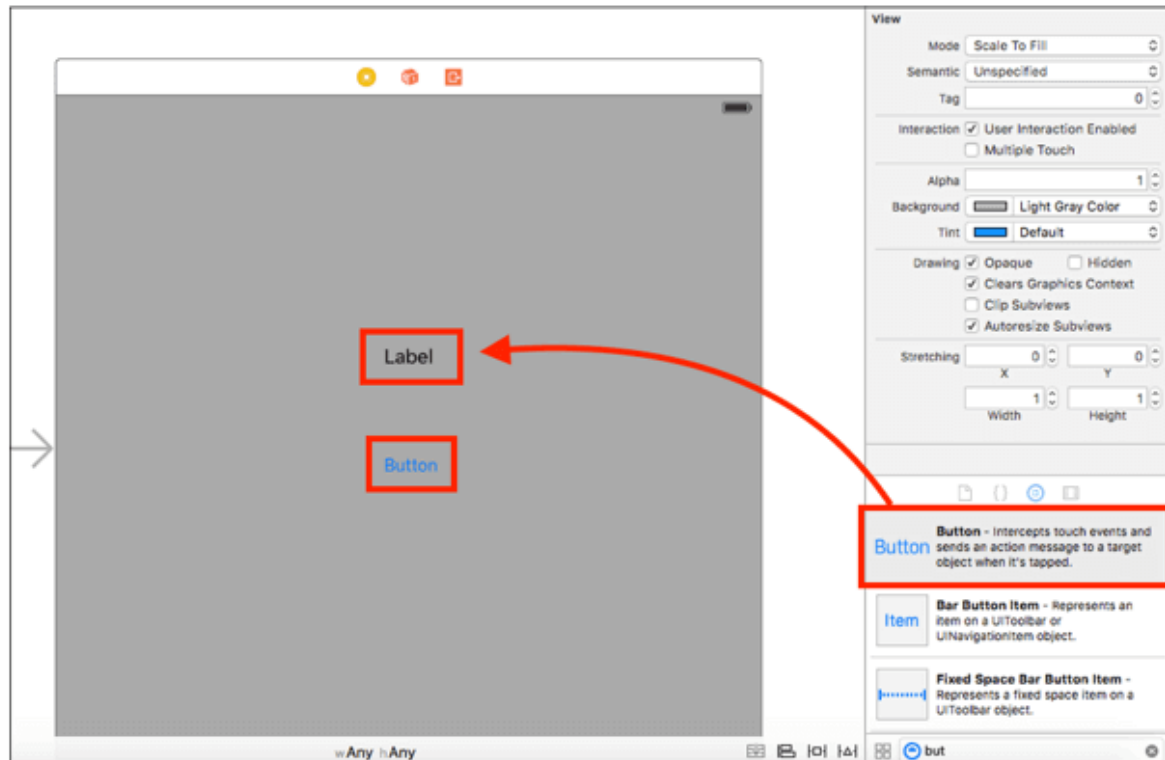 View
Mode Scale To Fill
Semantic Unspecified
Tag 0
Interaction User Interaction Enabled
Multiple Touch
Alpha 1
Background Light Gray Color
Tint Default
Drawing Opaque Hidden
Clears Graphics Context
Clip Subviews
Autoresize Subviews
Stretching 0 0
X Y
1 1
Width Height
Label
Button
Button
Button - Intercepts touch events and
sends an action message to a target
object when it's tapped.
Item
Bar Button Item - Represents an
item on a UIToolbar or
UINavigationItem object.
Fixed Space Bar Button Item -
Represents a fixed space item on a
UIToolbar object.
wAny hAny
but